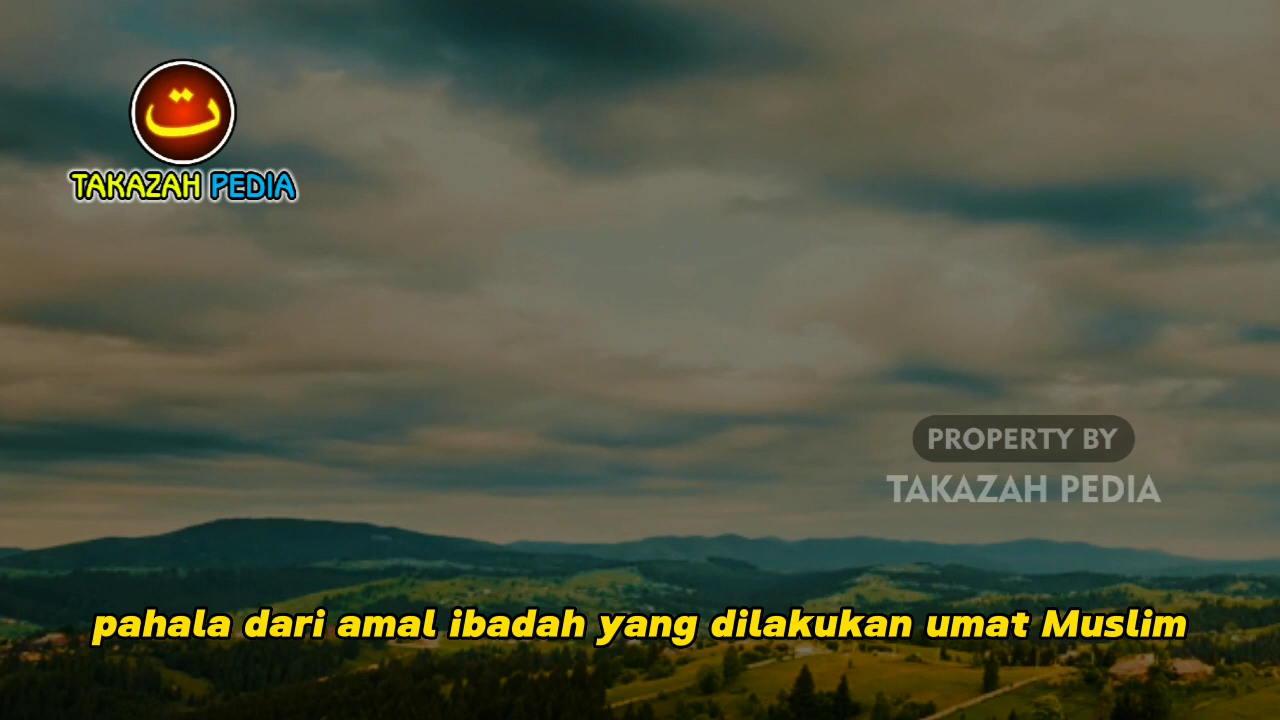 ت
TAKAZAH PEDIA
PROPERTY BY
TAKAZAH PEDIA
pahala dari amal ibadah yang dilakukan umat Muslim